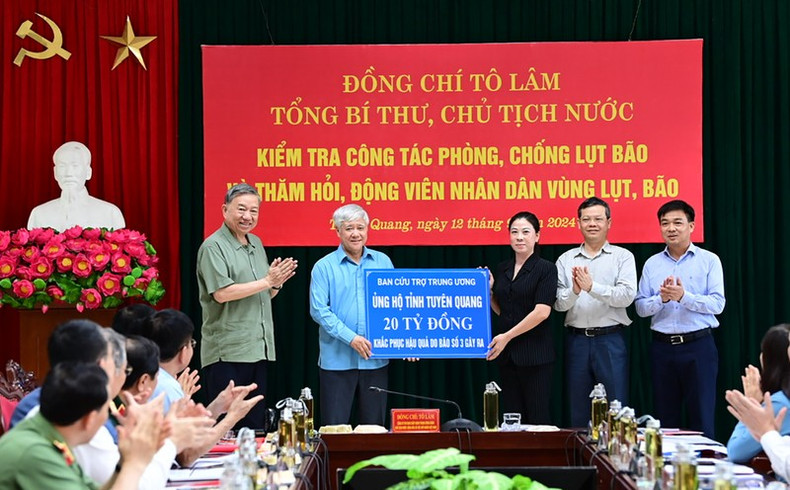 ĐỒNG CHÍ TÔ LÂM
TỔNG BÍ THƯ, CHỦ TỊCH NƯỚC
KIỂM TRA CÔNG TÁC PHÒNG, CHỐNG LỤT BÃO
VÀ THĂM HỎI, ĐỘNG VIÊN NHÂN DÂN VÙNG LỤT, BÃO
Quang, ngày 12 tháng 2024
BAN CỨU TRỢ TRUNG ƯƠNG
ỦNG HỘ TỈNH TUYÊN QUANG
20 TỶ ĐỒNG
KHẮC PHỤC HẬU QUẢ DO BÃO SỐ 3 GÂY RA
ĐỒNG CHÍ: TÔ LÂM